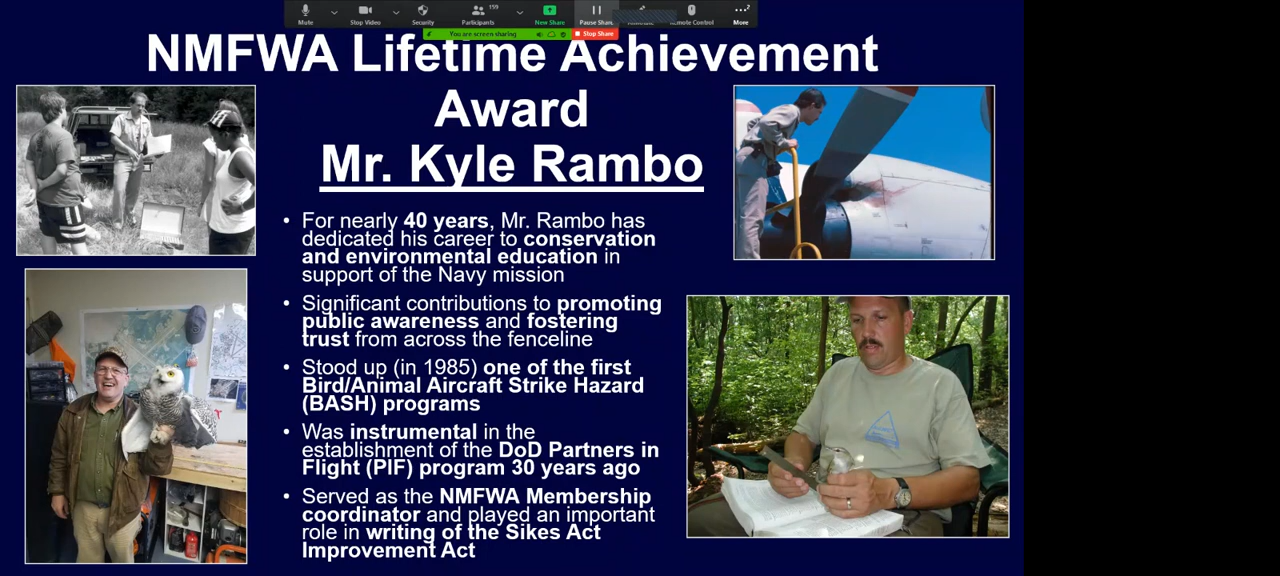 159
2
Mute
Stop Video
Security
Participants
New Share
Pause Share
Remote Control
More
You are screen sharing
Stop Share
NMFWA Lifetime Achievement
Award
Mr. Kyle Rambo
• For nearly 40 years, Mr. Rambo has
dedicated his career to conservation
and environmental education in
support of the Navy mission
• Significant contributions to promoting
public awareness and fostering
trust from across the fenceline
• Stood up (in 1985) one of the first
Bird/Animal Aircraft Strike Hazard
(BASH) programs
• Was instrumental in the
establishment of the DoD Partners in
Flight (PIF) program 30 years ago
• Served as the NMFWA Membership
coordinator and played an important
role in writing of the Sikes Act
Improvement Act